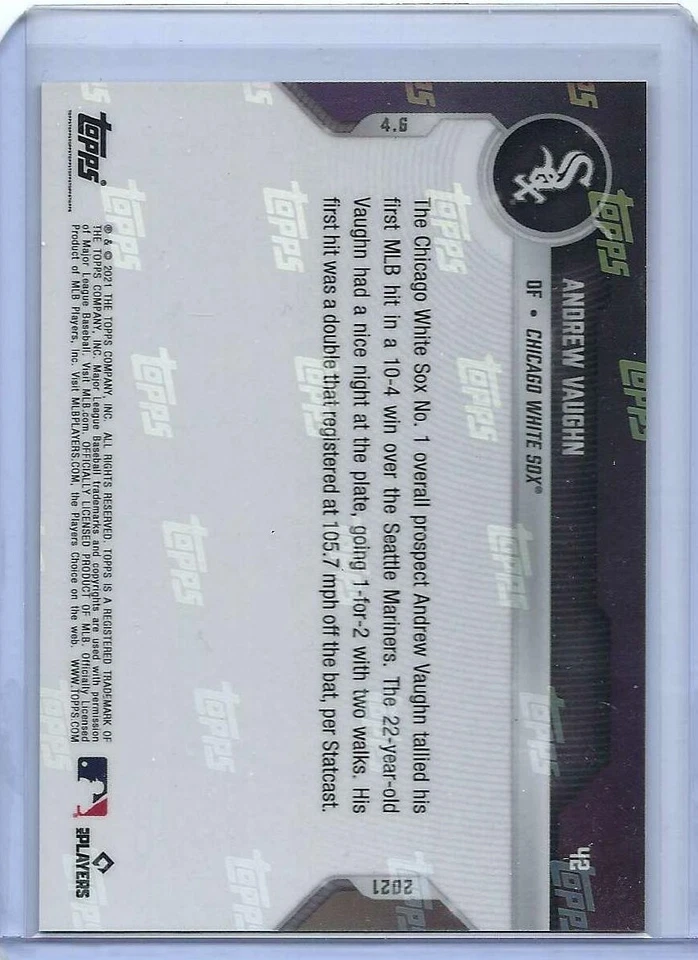 42
ANDREW VAUGHN
OF • CHICAGO WHITE SOX®
Sox
4.6
2021
The Chicago White Sox No. 1 overall prospect Andrew Vaughn tallied his
first MLB hit in a 10-4 win over the Seattle Mariners. The 22-year-old
Vaughn had a nice night at the plate, going 1-for-2 with two walks. His
first hit was a double that registered at 105.7 mph off the bat, per Statcast.
topps
® & © 2021 THE TOPPS COMPANY, INC. ALL RIGHTS RESERVED. TOPPS IS A REGISTERED TRADEMARK OF
THE TOPPS COMPANY, INC. Major League Baseball trademarks and copyrights are used with permission
of Major League Baseball. Visit MLB.com. OFFICIALLY LICENSED PRODUCT OF MLB. Officially Licensed
Product of MLB Players, Inc. Visit MLBPLAYERS.COM, the Players Choice on the web. WWW.TOPPS.COM
MLB PLAYERS